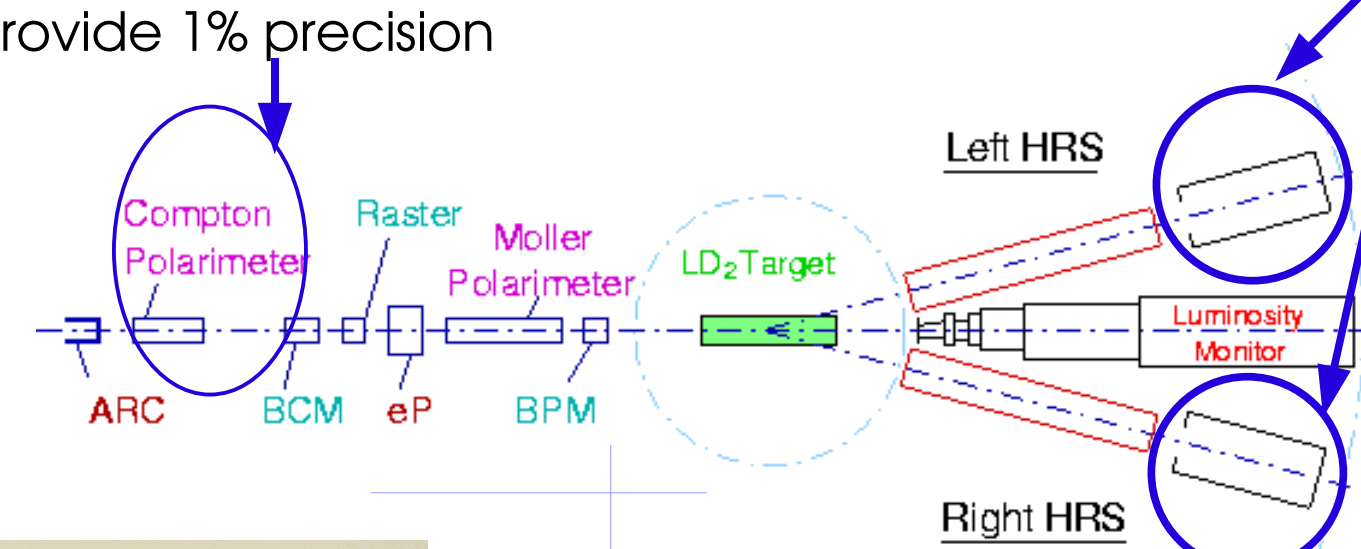 rovide 1% precision
Left HRS
Compton
Polarimeter
Raster
Moller
Polarimeter
LD₂Target
Luminosity
Monitor
ARC
BCM
eP
BPM
Right HRS